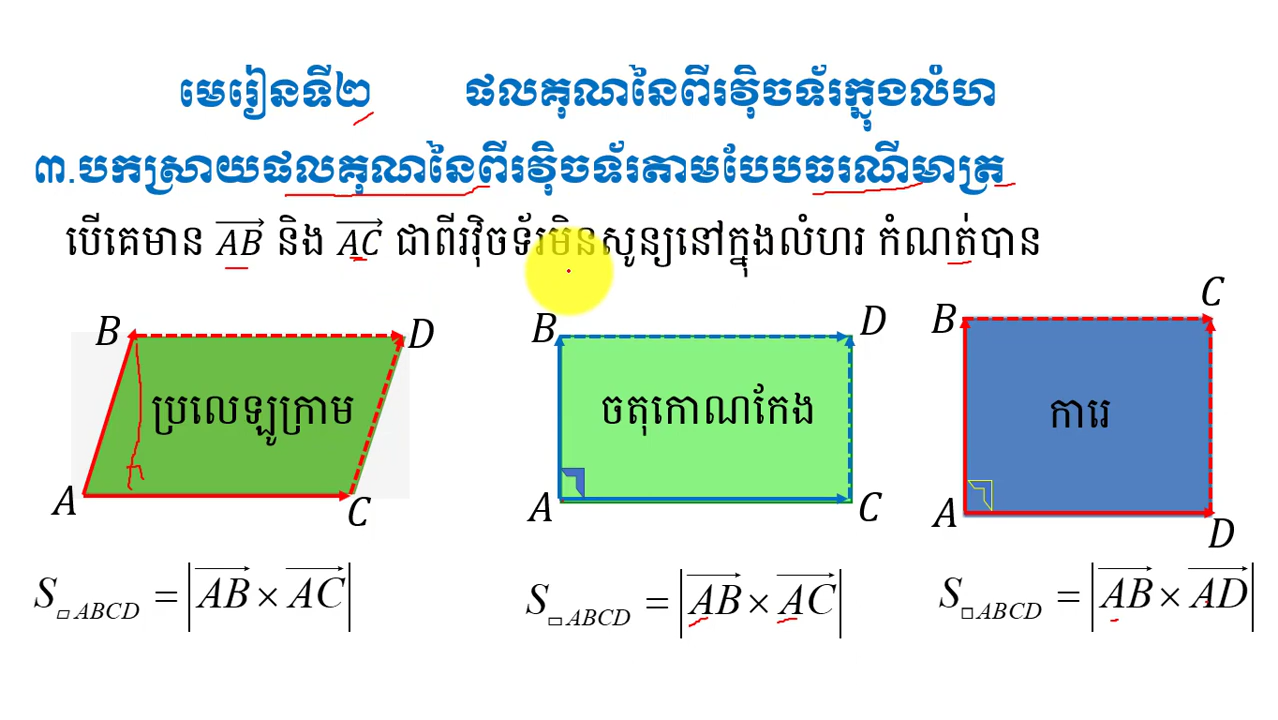 មេរៀនទី២ ផលគុណនៃពីរវ៉ិចទ័រក្នុងលំហ
៣.បកស្រាយផលគុណនៃពីរវ៉ិចទ័រតាមបែបធរណីមាត្រ
បើគេមាន AB និង AC ជាពីរវ៉ិចទ័រមិនសូន្យនៅក្នុងលំហរ កំណត់បាន
B D
ប្រលេឡូក្រាម
A C
B D
ចតុកោណកែង
A C
B C
ការេ
A D
S□ABCD = |AB × AC|
S□ABCD = |AB × AC|
S□ABCD = |AB × AD|